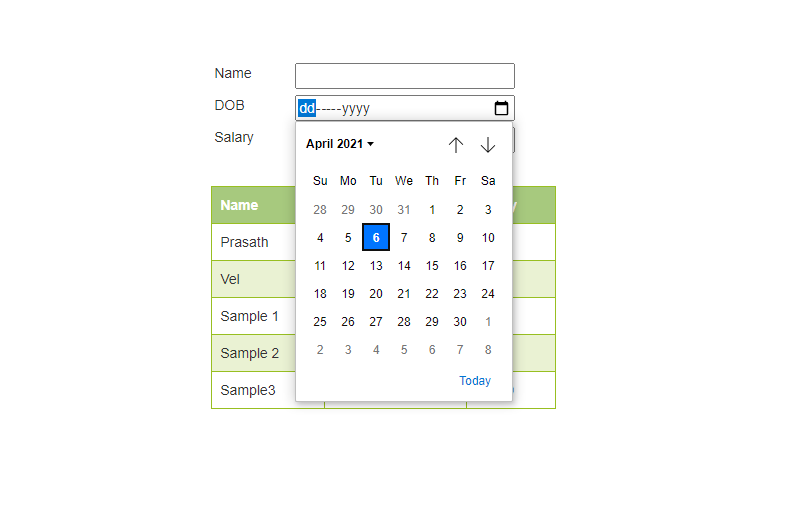 Name
DOB dd-----yyyy
Salary
April 2021
Su Mo Tu We Th Fr Sa
28 29 30 31 1 2 3
4 5 6 7 8 9 10
11 12 13 14 15 16 17
18 19 20 21 22 23 24
25 26 27 28 29 30 1
2 3 4 5 6 7 8
Today
Name
Prasath
Vel
Sample 1
Sample 2
Sample3